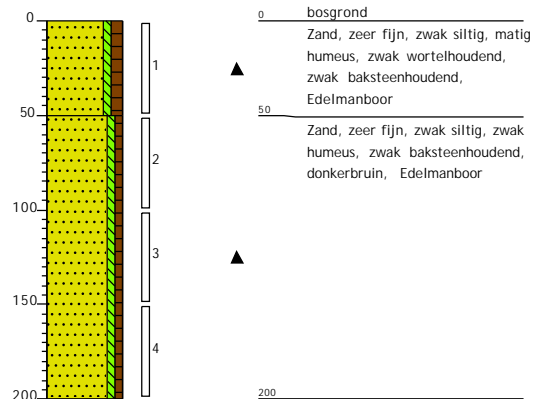 0
50
100
150
200
1
2
3
4
0
bosgrond
Zand, zeer fijn, zwak siltig, matig
humeus, zwak wortelhoudend,
zwak baksteenhoudend,
Edelmanboor
50
Zand, zeer fijn, zwak siltig, zwak
humeus, zwak baksteenhoudend,
donkerbruin, Edelmanboor
200